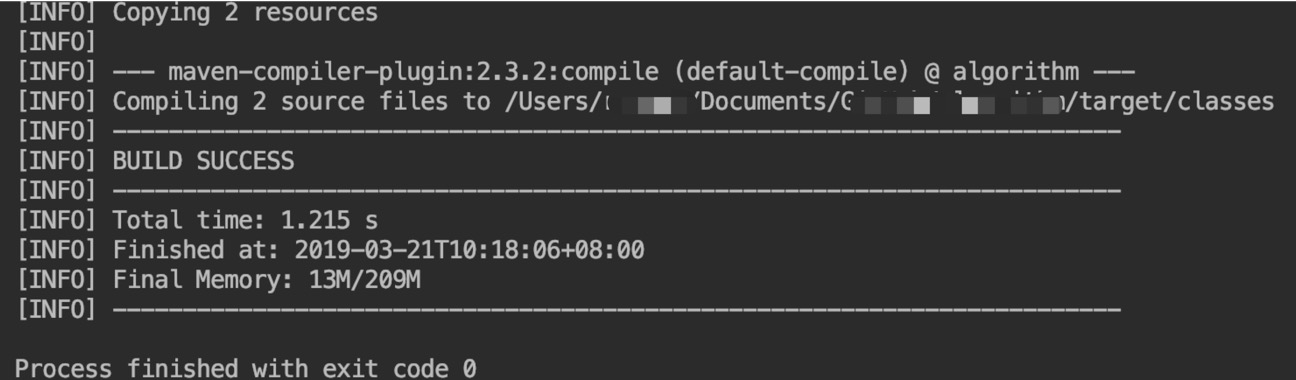 [INFO] Copying 2 resources
[INFO]
[INFO] --- maven-compiler-plugin:2.3.2:compile (default-compile) @ algorithm ---
[INFO] Compiling 2 source files to /Users/ /Documents/ /target/classes
[INFO] ------------------------------------------------------------------------
[INFO] BUILD SUCCESS
[INFO] ------------------------------------------------------------------------
[INFO] Total time: 1.215 s
[INFO] Finished at: 2019-03-21T10:18:06+08:00
[INFO] Final Memory: 13M/209M
[INFO] ------------------------------------------------------------------------
Process finished with exit code 0